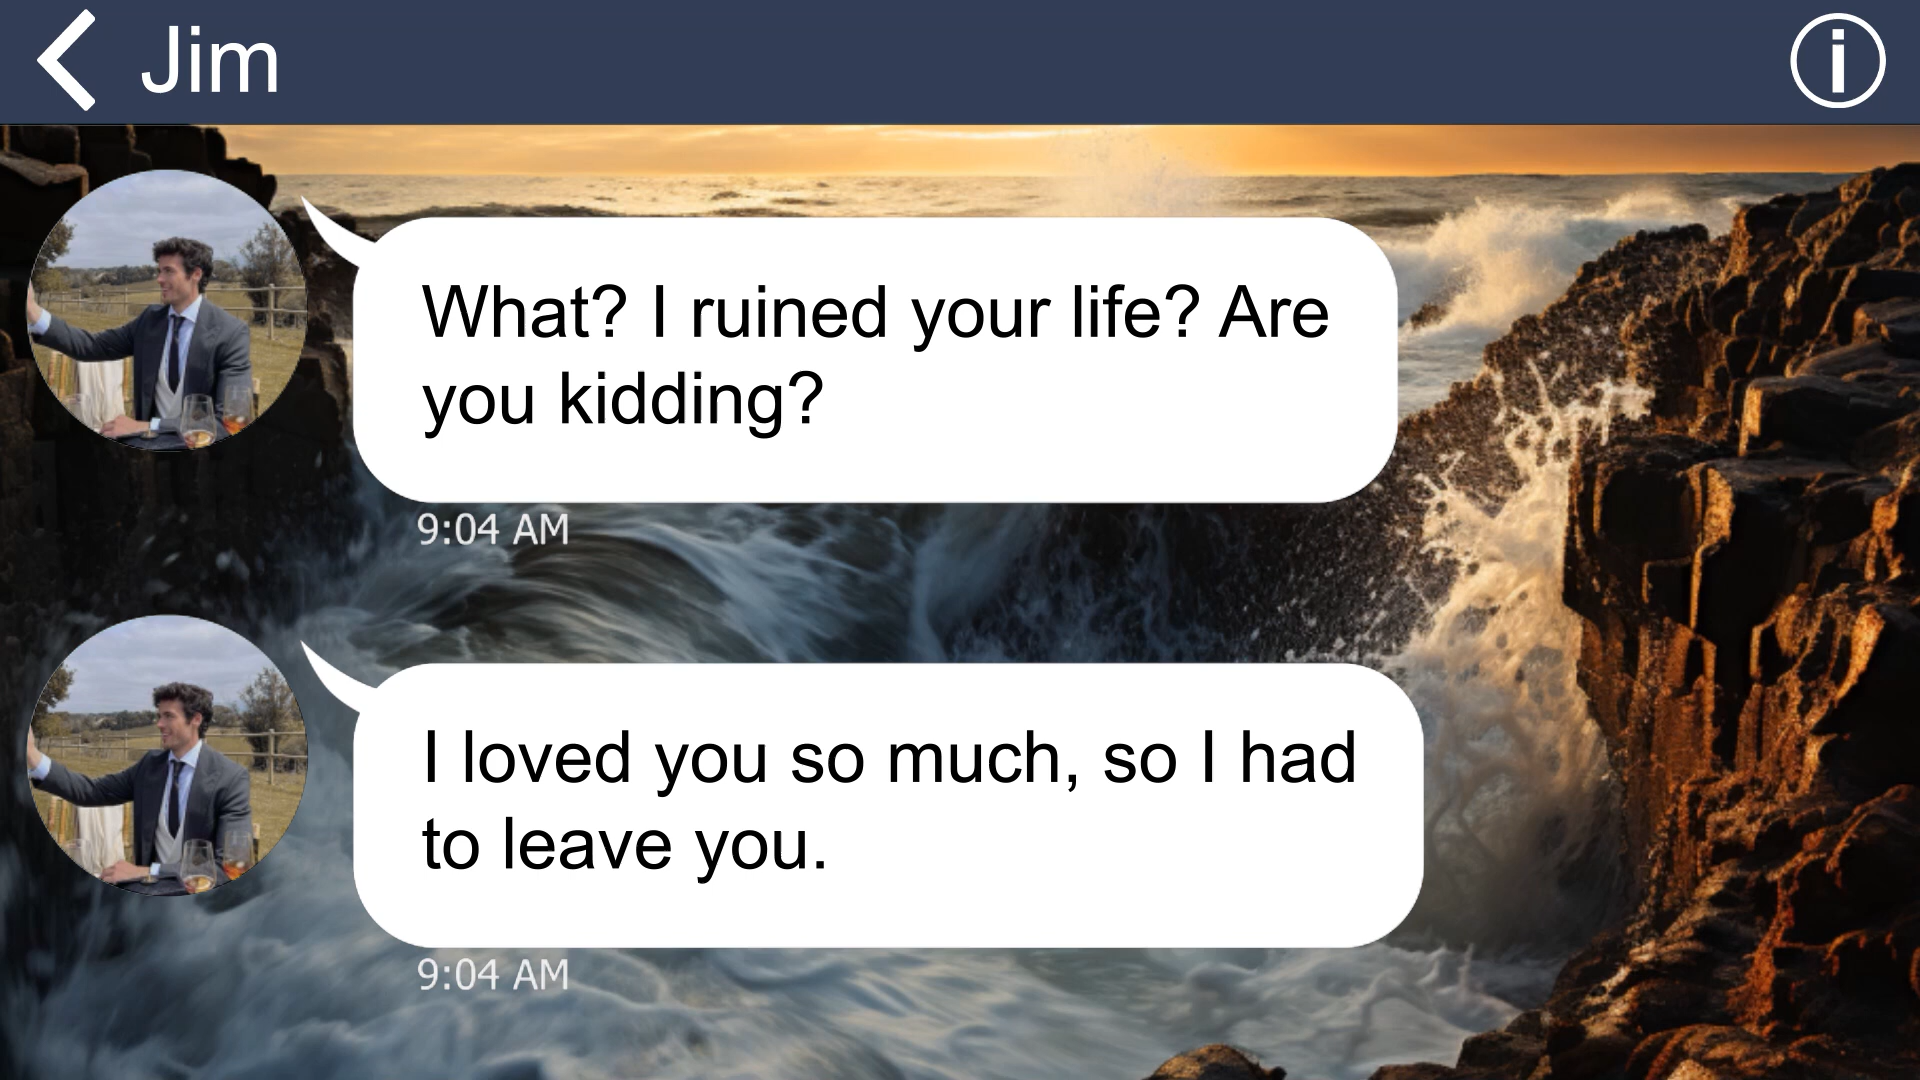 Jim
What? I ruined your life? Are
you kidding?
9:04 AM
I loved you so much, so I had
to leave you.
9:04 AM